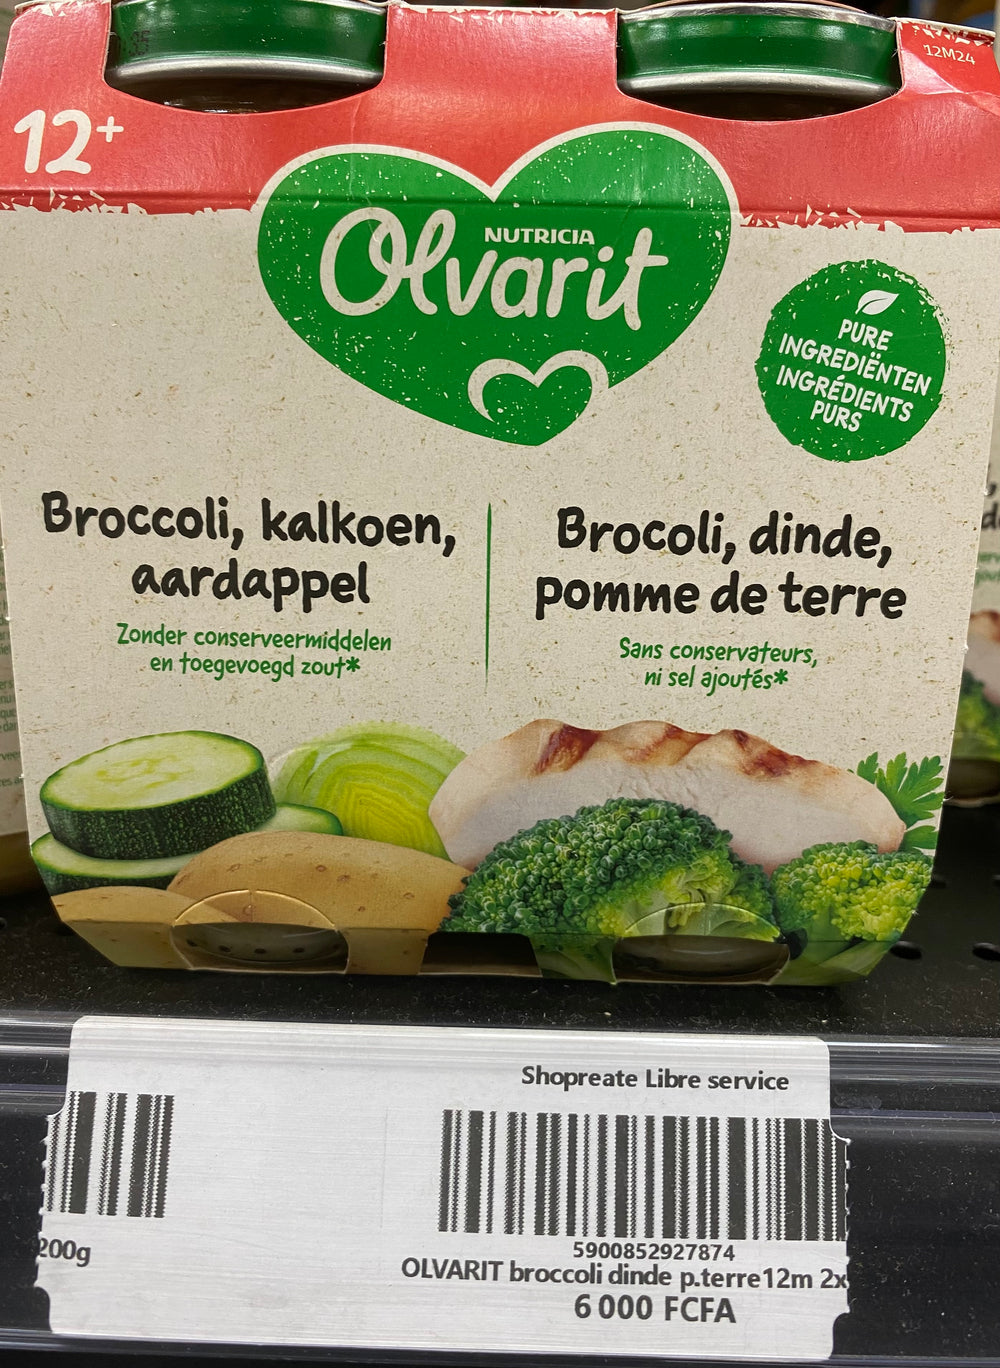 12M24
12+
NUTRICIA
Olvarit
PURE
INGREDIËNTEN
INGRÉDIENTS
PURS
Broccoli, kalkoen,
aardappel
Zonder conserveermiddelen
en toegevoegd zout*
Brocoli, dinde,
pomme de terre
Sans conservateurs,
ni sel ajoutés*
Shopreate Libre service
200g
5900852927874
OLVARIT broccoli dinde p.terre12m 2x
6 000 FCFA